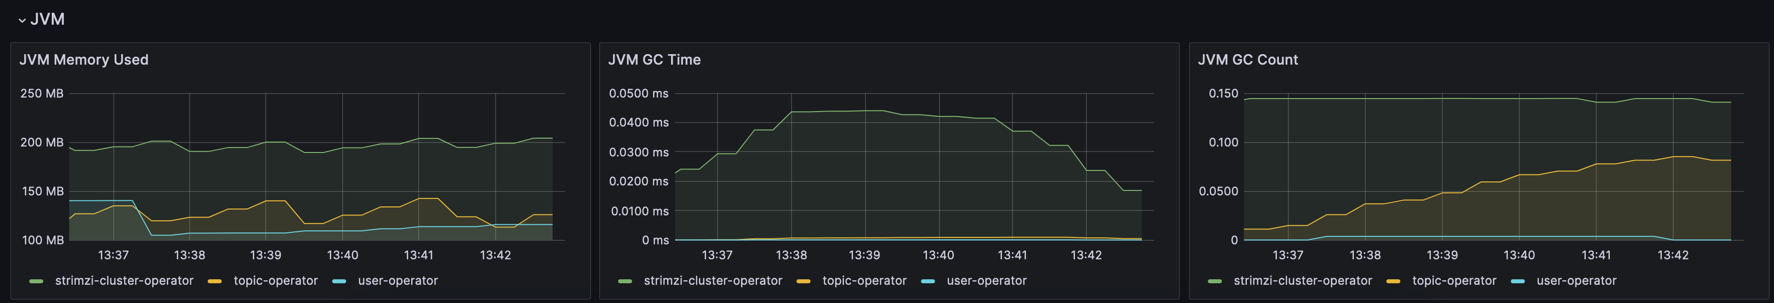 JVM
JVM Memory Used
250 MB
200 MB
150 MB
100 MB
13:37 13:38 13:39 13:40 13:41 13:42
strimzi-cluster-operator topic-operator user-operator
JVM GC Time
0.0500 ms
0.0400 ms
0.0300 ms
0.0200 ms
0.0100 ms
0 ms
13:37 13:38 13:39 13:40 13:41 13:42
strimzi-cluster-operator topic-operator user-operator
JVM GC Count
0.150
0.100
0.0500
0
13:37 13:38 13:39 13:40 13:41 13:42
strimzi-cluster-operator topic-operator user-operator